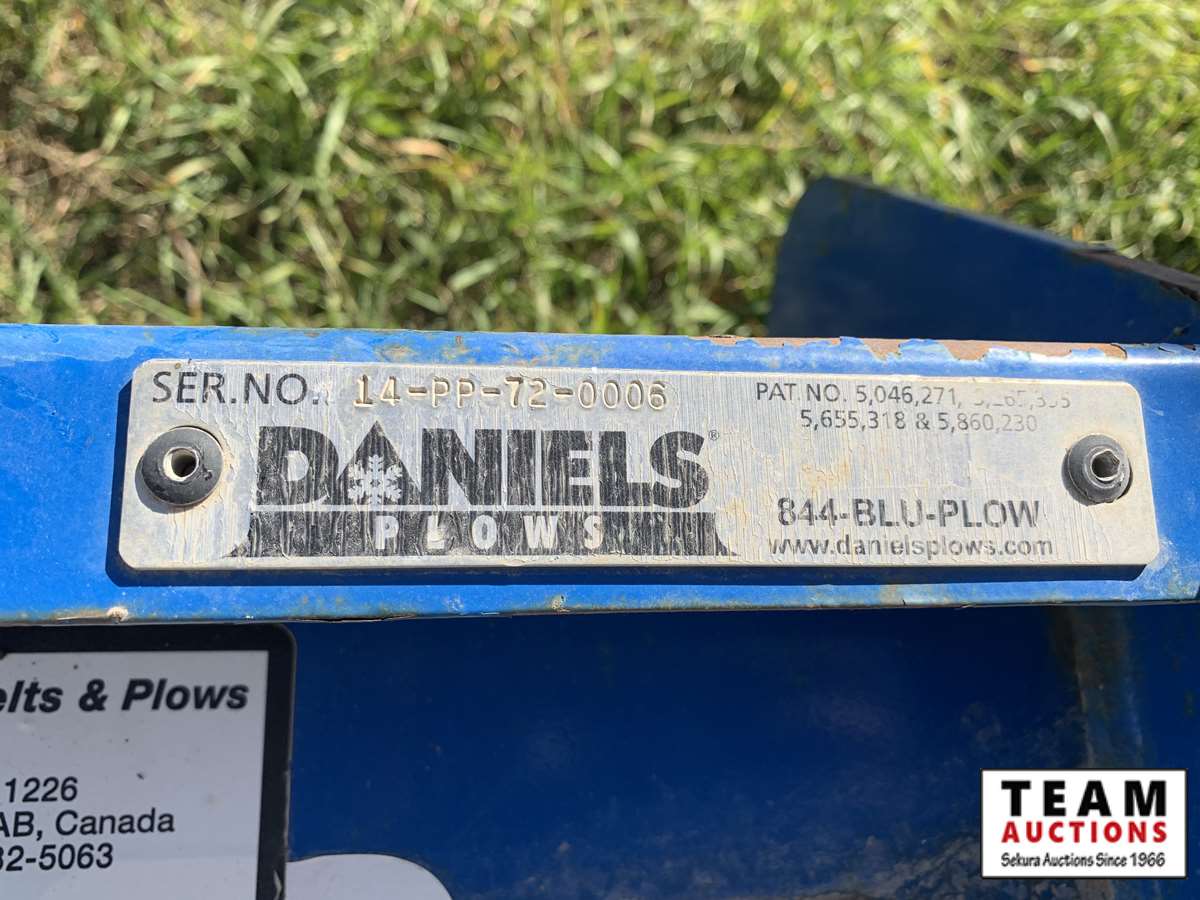 SER.NO. 14-PP-72-0006
PAT NO. 5,046,271,
5,655,318 & 5,860,230
DANIELS®
PLOWS
844-BLU-PLOW
www.danielsplows.com
elts & Plows
1226
AB, Canada
32-5063
TEAM
AUCTIONS
Sekura Auctions Since 1966